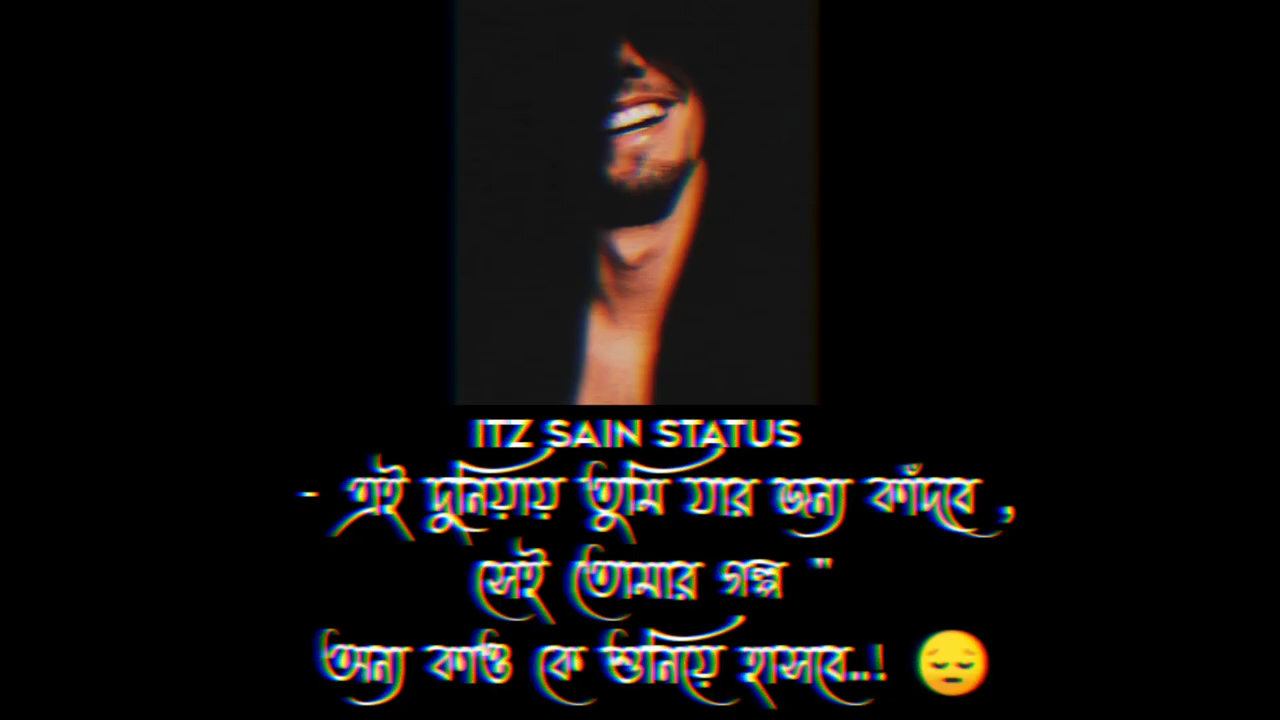 ITZ SAIN STATUS
- এই দুনিয়ায় তুমি যার জন্য কাঁদবে ,
সেই তোমার গল্প "
অন্য কাণ্ড কে শুনিয়ে হাসবে..! 😔